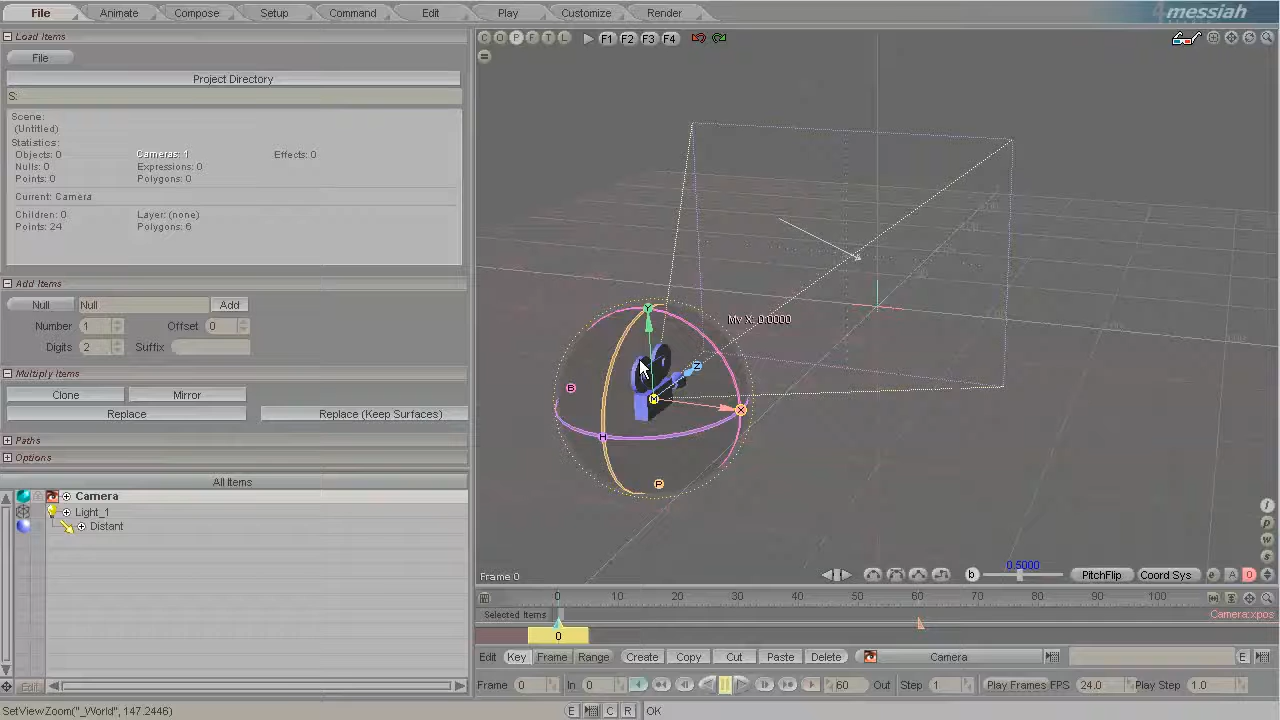 File Animate Compose Setup Command Edit Play Customize Render 4messiah
Load Items
File
Project Directory
S:
Scene:
(Untitled)
Statistics:
Objects: 0 Cameras: 1 Effects: 0
Nulls: 0 Expressions: 0
Points: 0 Polygons: 0
Current: Camera
Children: 0 Layer: (none)
Points: 24 Polygons: 6
Add Items
Null Null Add
Number 1 Offset 0
Digits 2 Suffix
Multiply Items
Clone Mirror
Replace Replace (Keep Surfaces)
Paths
Options
All Items
Camera
Light_1
Distant
Edit
C O P F T L F1 F2 F3 F4
Mv X: 0.0000
Y
Z
B
M
X
H
P
i
p
w
s
Frame 0 b 0.5000 PitchFlip Coord Sys e A 0
0 10 20 30 40 50 60 70 80 90 100
Selected Items Camera:xpos
0
Edit Key Frame Range Create Copy Cut Paste Delete Camera E
Frame 0 In 0 60 Out Step 1 Play Frames FPS 24.0 Play Step 1.0
SetViewZoom("_World", 147.2446) E C R OK